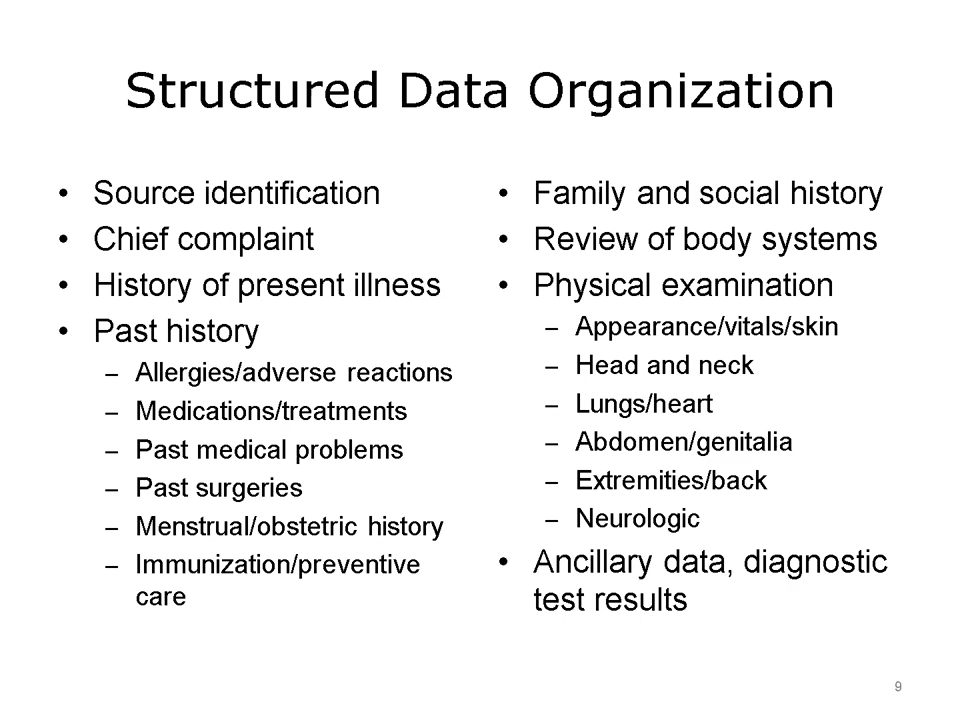 Structured Data Organization
• Source identification
• Chief complaint
• History of present illness
• Past history
– Allergies/adverse reactions
– Medications/treatments
– Past medical problems
– Past surgeries
– Menstrual/obstetric history
– Immunization/preventive
care
• Family and social history
• Review of body systems
• Physical examination
– Appearance/vitals/skin
– Head and neck
– Lungs/heart
– Abdomen/genitalia
– Extremities/back
– Neurologic
• Ancillary data, diagnostic
test results
9